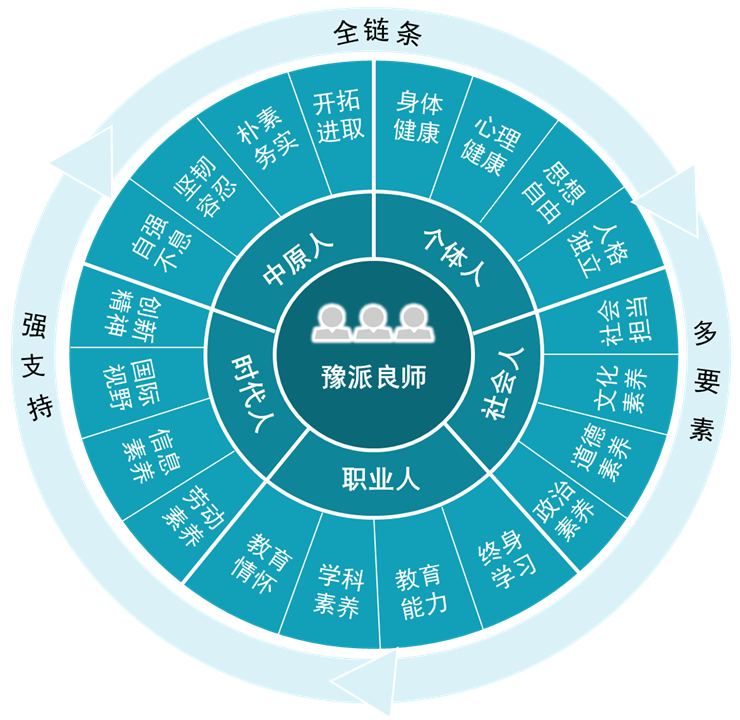 全链条
多要素
强支持
豫派良师
个体人
社会人
职业人
时代人
中原人
身体
健康
心理
健康
思想
自由
人格
独立
社会
担当
文化
素养
道德
素养
政治
素养
终身
学习
教育
能力
学科
素养
教育
情怀
劳动
素养
信息
素养
国际
视野
创新
精神
自强
不息
坚韧
容忍
朴素
务实
开拓
进取